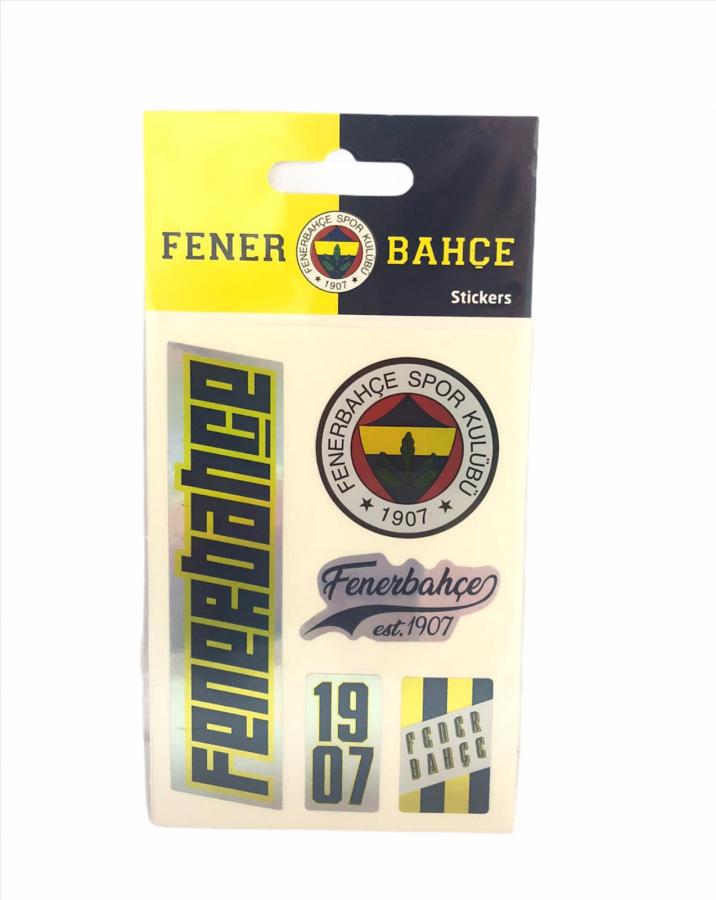 FENER BAHÇE
FENERBAHÇE SPOR KULÜBÜ
1907
Stickers
Fenerbahçe
FENERBAHÇE SPOR KULÜBÜ
1907
Fenerbahçe
est.1907
19
07
FENER
BAHÇE